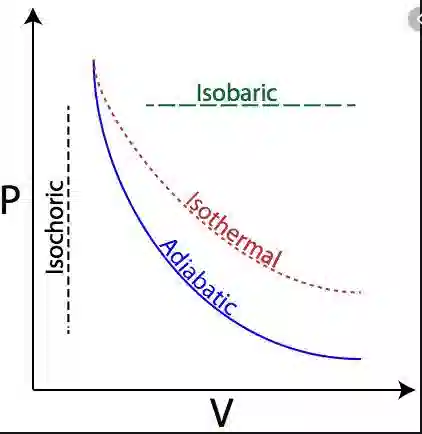 Isobaric
P
Isochoric
Isothermal
Adiabatic
V